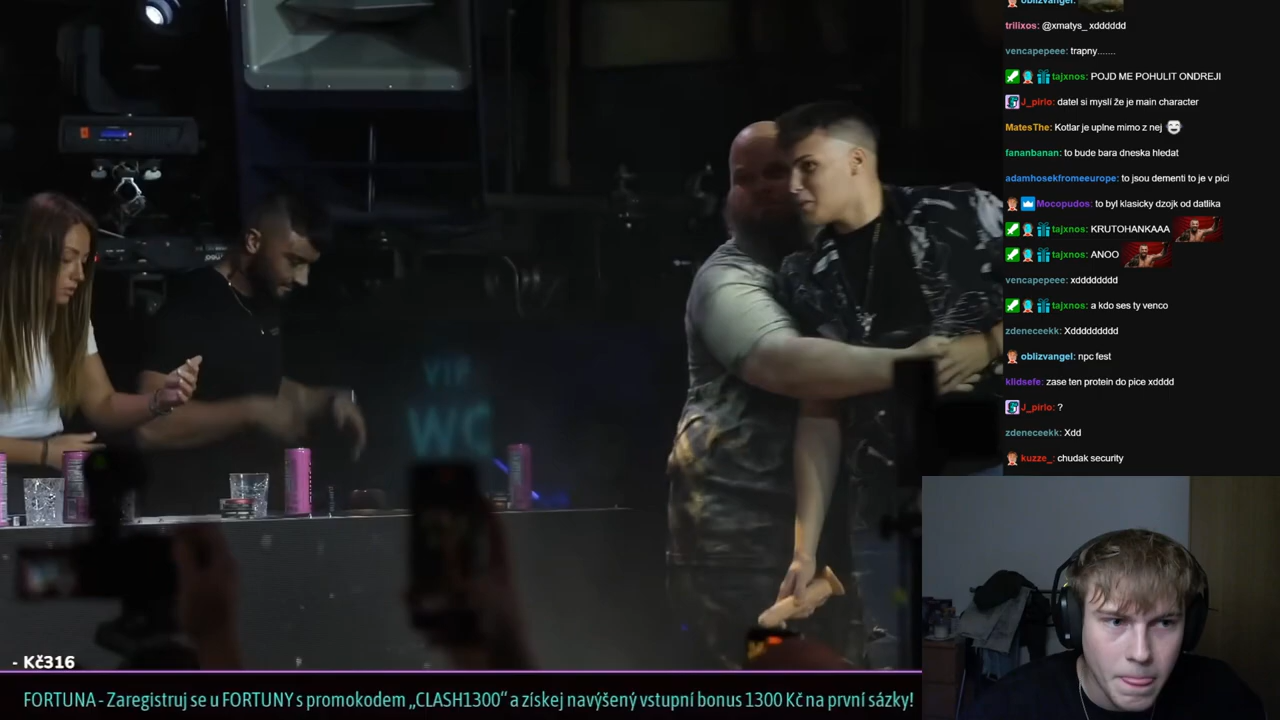 oblizvangel:
trilixos: @xmatys_ xdddddd
vencapepeee: trapny.......
tajxnos: POJD ME POHULIT ONDREJI
J_pirlo: datel si myslí že je main character
MatesThe: Kotlar je uplne mimo z nej
fananbanan: to bude bara dneska hledat
adamhosekfromeeurope: to jsou dementi to je v pici
Mocopudos: to byl klasicky dzojk od datlika
tajxnos: KRUTOHANKAAA
tajxnos: ANOO
vencapepeee: xdddddddd
tajxnos: a kdo ses ty venco
zdeneceekk: Xddddddddd
oblizvangel: npc fest
klidsefe: zase ten protein do pice xdddd
J_pirlo: ?
zdeneceekk: Xdd
kuzze_: chudak security
VIP
WC
- Kč316
FORTUNA - Zaregistruj se u FORTUNY s promokodem „CLASH1300“ a získej navýšený vstupní bonus 1300 Kč na první sázky!